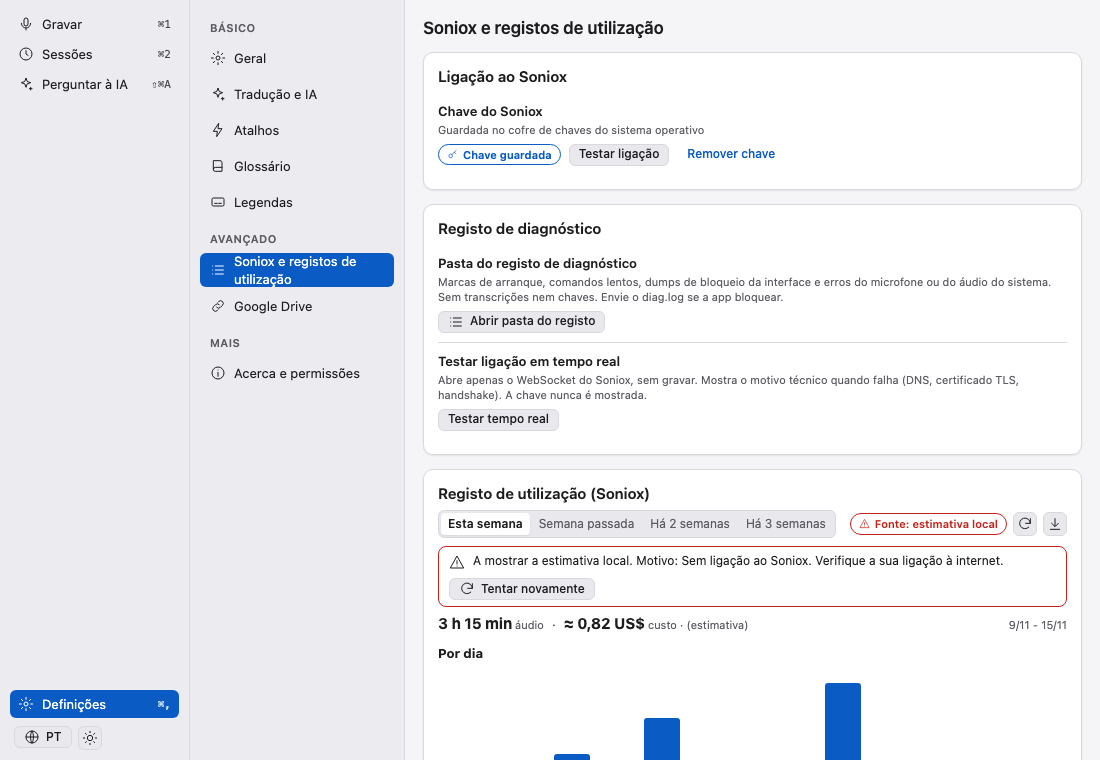 Gravar ⌘1
Sessões ⌘2
Perguntar à IA ⇧⌘A
Definições ⌘,
PT
BÁSICO
Geral
Tradução e IA
Atalhos
Glossário
Legendas
AVANÇADO
Soniox e registos de
utilização
Google Drive
MAIS
Acerca e permissões
Soniox e registos de utilização
Ligação ao Soniox
Chave do Soniox
Guardada no cofre de chaves do sistema operativo
Chave guardada Testar ligação Remover chave
Registo de diagnóstico
Pasta do registo de diagnóstico
Marcas de arranque, comandos lentos, dumps de bloqueio da interface e erros do microfone ou do áudio do sistema.
Sem transcrições nem chaves. Envie o diag.log se a app bloquear.
Abrir pasta do registo
Testar ligação em tempo real
Abre apenas o WebSocket do Soniox, sem gravar. Mostra o motivo técnico quando falha (DNS, certificado TLS,
handshake). A chave nunca é mostrada.
Testar tempo real
Registo de utilização (Soniox)
Esta semana Semana passada Há 2 semanas Há 3 semanas Fonte: estimativa local
A mostrar a estimativa local. Motivo: Sem ligação ao Soniox. Verifique a sua ligação à internet.
Tentar novamente
3 h 15 min áudio · ≈ 0,82 US$ custo · (estimativa) 9/11 - 15/11
Por dia